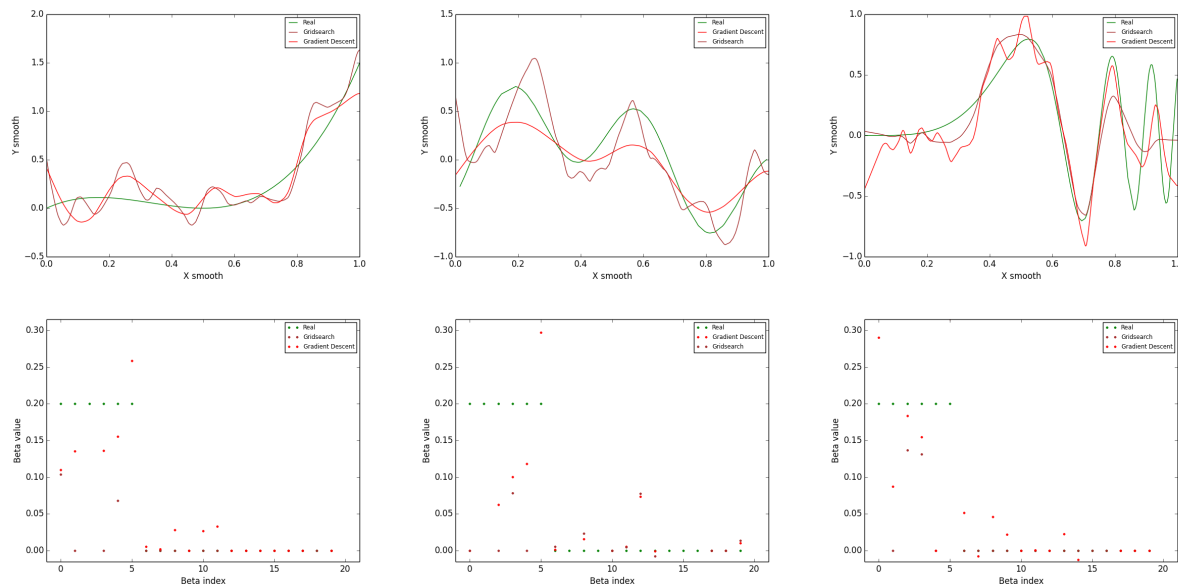 2.0
1.5
1.0
0.5
0.0
−0.5
Y smooth
0.0
0.2
0.4
0.6
0.8
1.0
X smooth
Real
Gridsearch
Gradient Descent
1.5
1.0
0.5
0.0
−0.5
−1.0
Y smooth
0.0
0.2
0.4
0.6
0.8
1.0
X smooth
Real
Gradient Descent
Gridsearch
1.0
0.5
0.0
−0.5
−1.0
Y smooth
0.0
0.2
0.4
0.6
0.8
1.0
X smooth
Real
Gridsearch
Gradient Descent
0.30
0.25
0.20
0.15
0.10
0.05
0.00
Beta value
0
5
10
15
20
Beta index
Real
Gridsearch
Gradient Descent
0.30
0.25
0.20
0.15
0.10
0.05
0.00
Beta value
0
5
10
15
20
Beta index
Real
Gradient Descent
Gridsearch
0.30
0.25
0.20
0.15
0.10
0.05
0.00
Beta value
0
5
10
15
20
Beta index
Real
Gridsearch
Gradient Descent